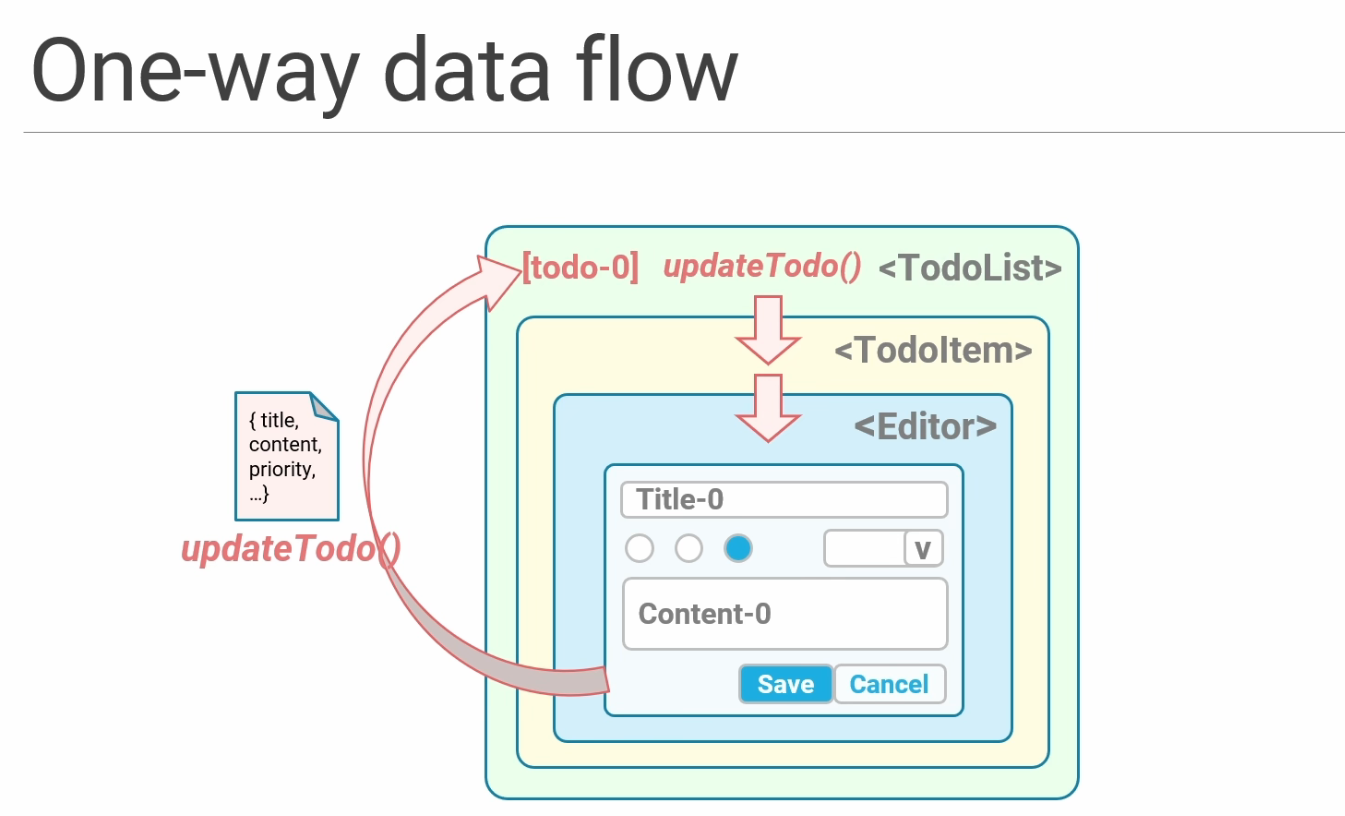 One-way data flow
[todo-0] updateTodo() <TodoList>
<TodoItem>
<Editor>
{ title,
content,
priority,
...}
updateTodo()
Title-0
v
Content-0
Save Cancel